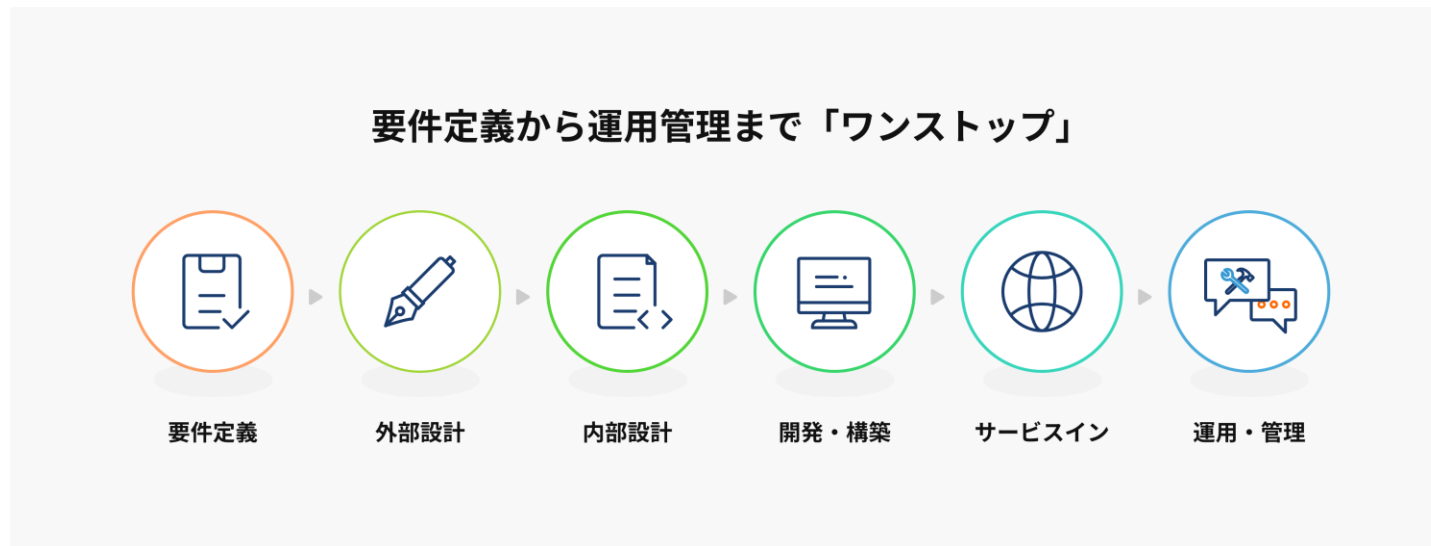 要件定義から運用管理まで「ワンストップ」
要件定義
外部設計
内部設計
開発・構築
サービスイン
運用・管理